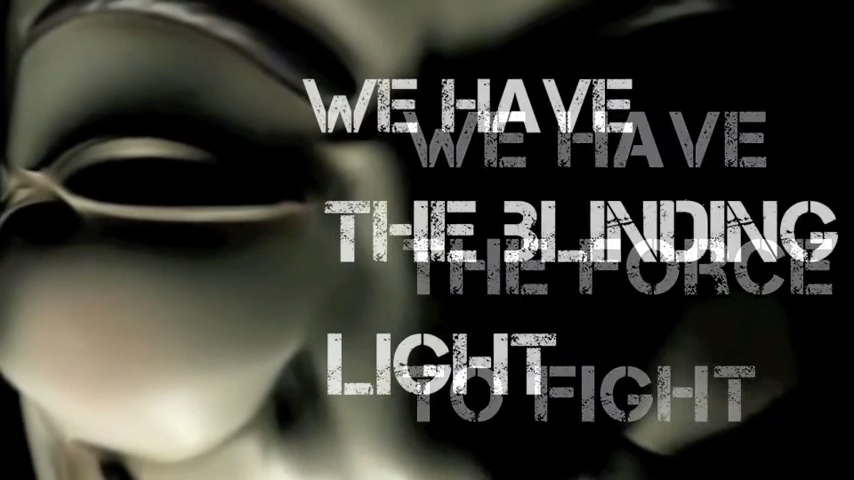 WE HAVE
WE HAVE
THE BLINDING
THE FORCE
LIGHT
TO FIGHT